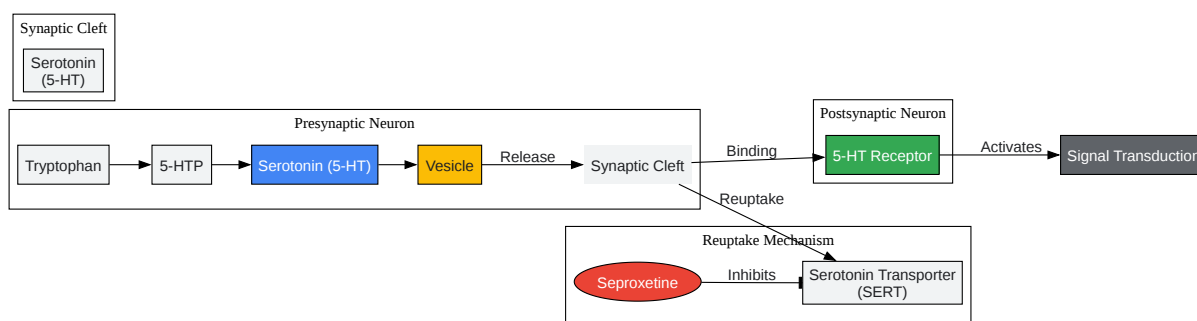 Synaptic Cleft
Serotonin
(5-HT)
Presynaptic Neuron
Tryptophan
5-HTP
Serotonin (5-HT)
Vesicle
Release
Synaptic Cleft
Binding
Postsynaptic Neuron
5-HT Receptor
Activates
Signal Transduction
Reuptake
Reuptake Mechanism
Seproxetine
Inhibits
Serotonin Transporter
(SERT)